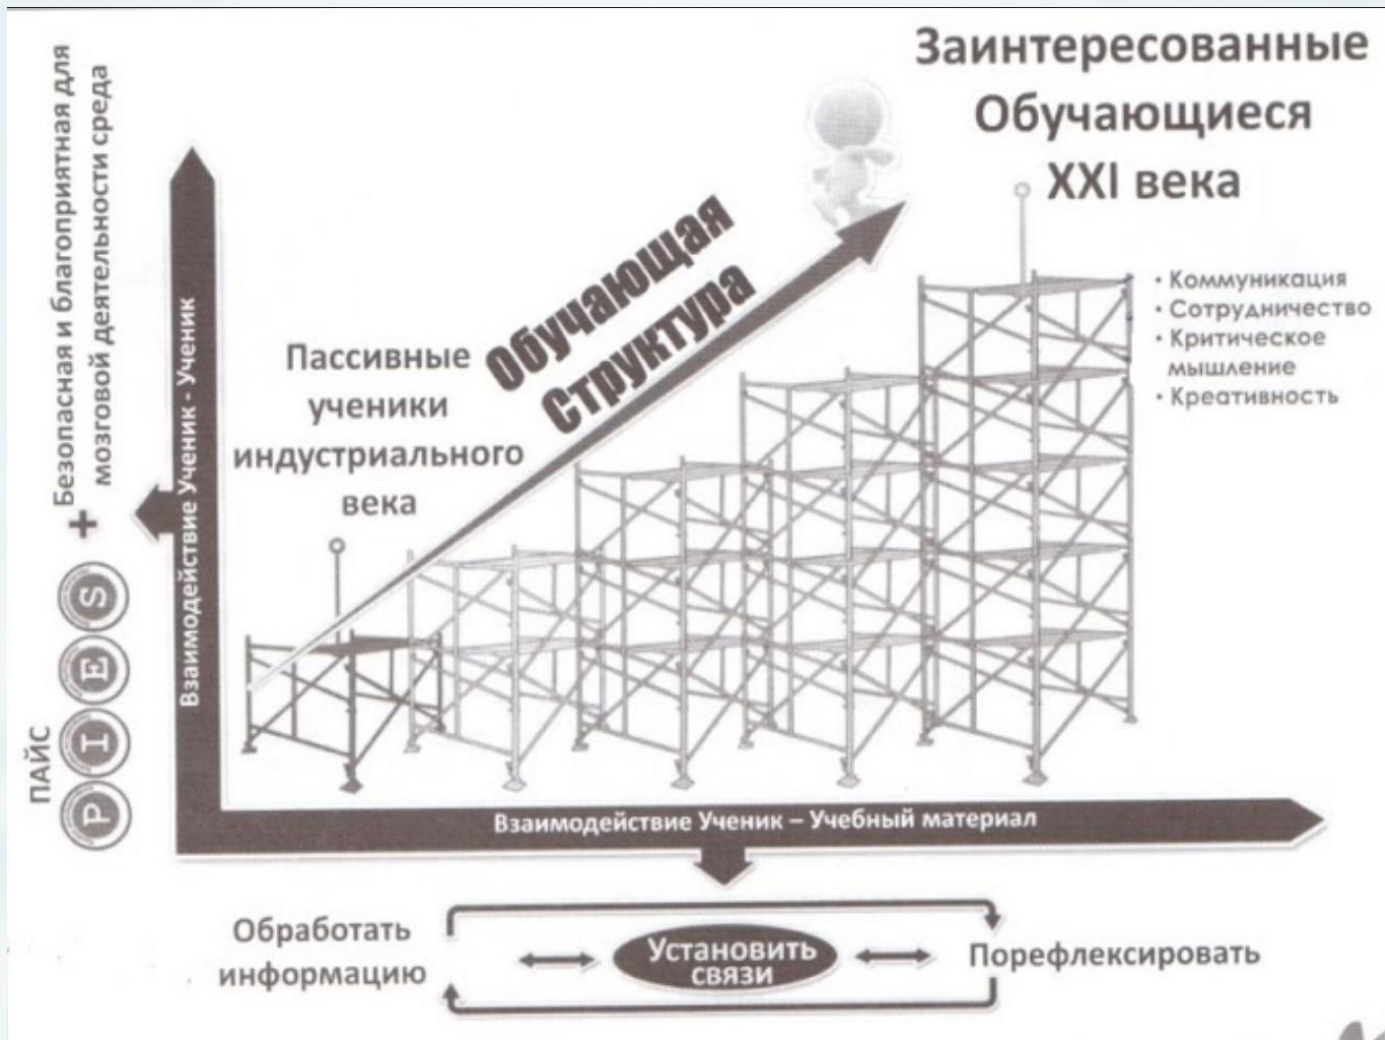 Заинтересованные
Обучающиеся
XXI века
• Коммуникация
• Сотрудничество
• Критическое
мышление
• Креативность
Обучающая
Структура
Пассивные
ученики
индустриального
века
Безопасная и благоприятная для
мозговой деятельности среда
+
ПАЙС
P I E S
Взаимодействие Ученик - Ученик
Взаимодействие Ученик – Учебный материал
Обработать
информацию
Установить
связи
Порефлексировать